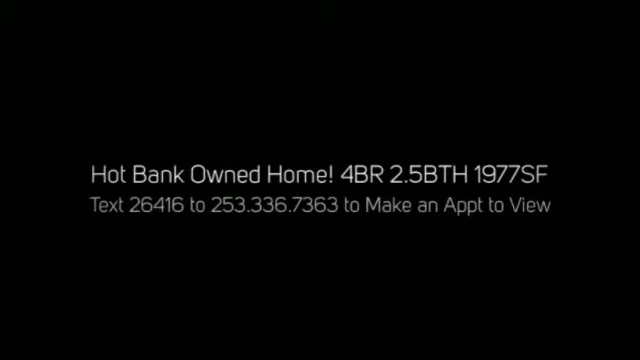 Hot Bank Owned Home! 4BR 2.5BTH 1977SF
Text 26416 to 253.336.7363 to Make an Appt to View